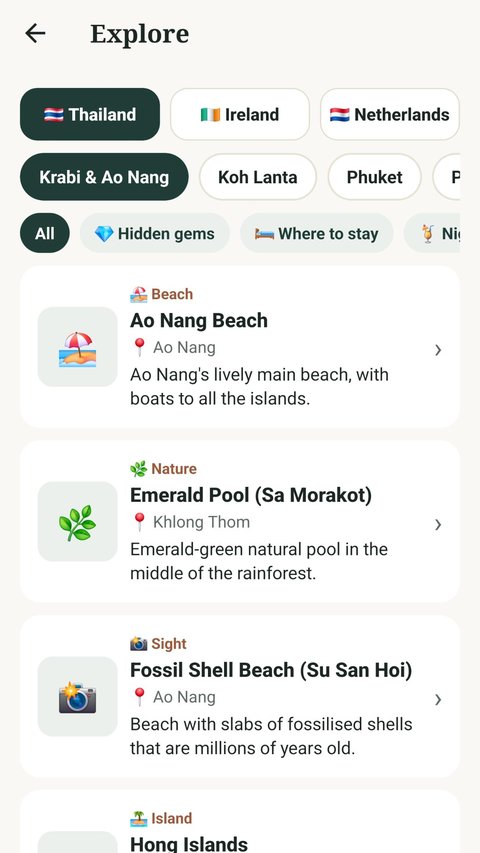 Explore
Thailand
Ireland
Netherlands
Krabi & Ao Nang
Koh Lanta
Phuket
All
Hidden gems
Where to stay
Beach
Ao Nang Beach
Ao Nang
Ao Nang's lively main beach, with
boats to all the islands.
Nature
Emerald Pool (Sa Morakot)
Khlong Thom
Emerald-green natural pool in the
middle of the rainforest.
Sight
Fossil Shell Beach (Su San Hoi)
Ao Nang
Beach with slabs of fossilised shells
that are millions of years old.
Island
Hong Islands